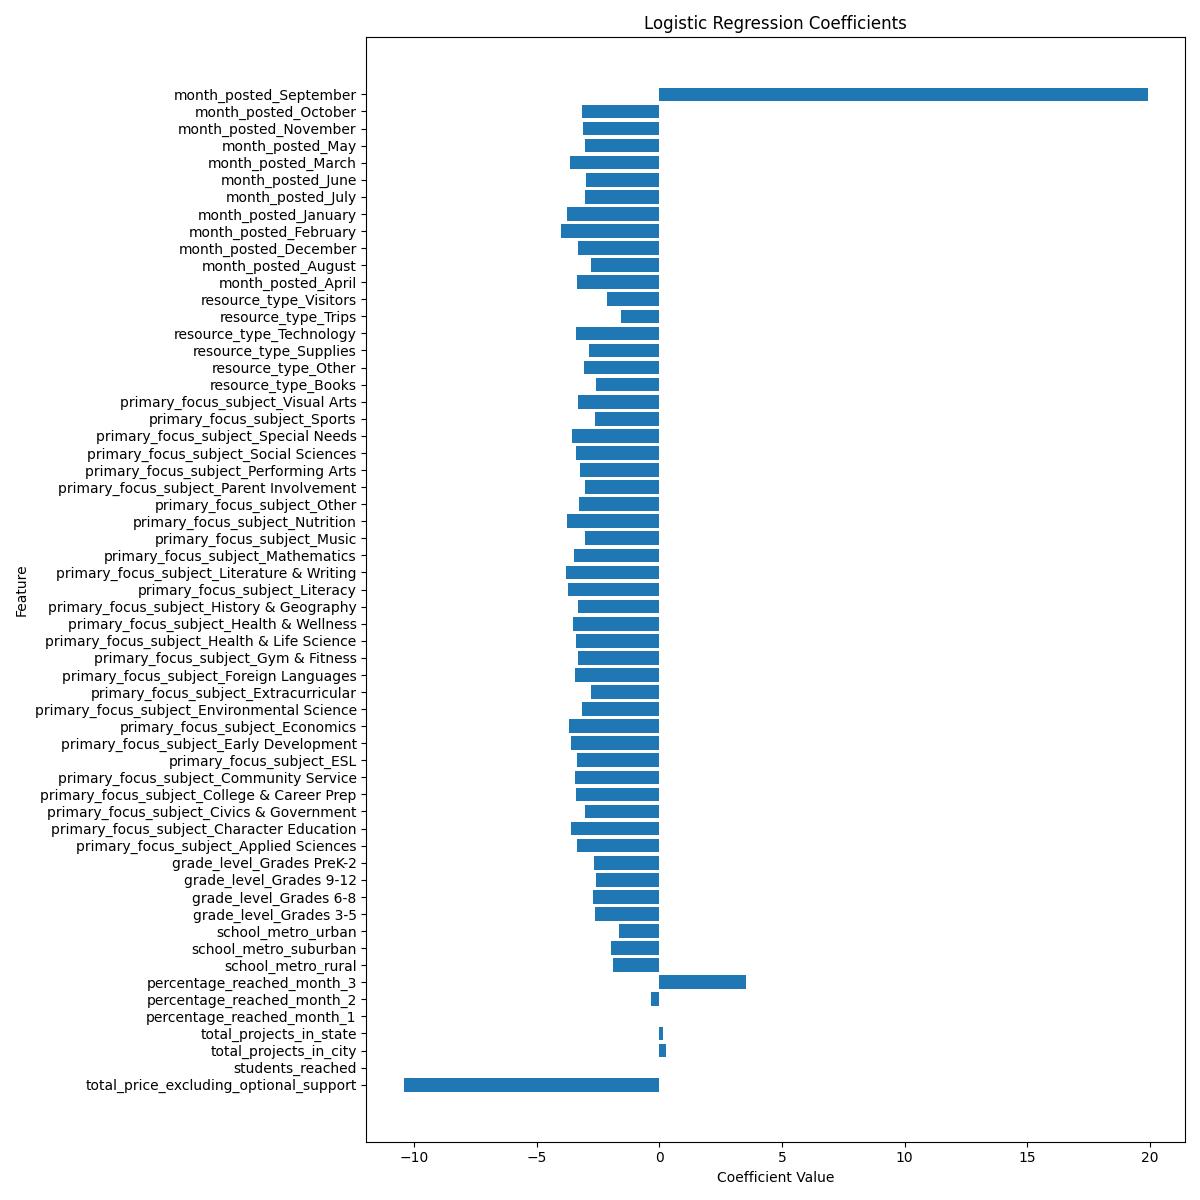 Logistic Regression Coefficients
month_posted_September
month_posted_October
month_posted_November
month_posted_May
month_posted_March
month_posted_June
month_posted_July
month_posted_January
month_posted_February
month_posted_December
month_posted_August
month_posted_April
resource_type_Visitors
resource_type_Trips
resource_type_Technology
resource_type_Supplies
resource_type_Other
resource_type_Books
primary_focus_subject_Visual Arts
primary_focus_subject_Sports
primary_focus_subject_Special Needs
primary_focus_subject_Social Sciences
primary_focus_subject_Performing Arts
primary_focus_subject_Parent Involvement
primary_focus_subject_Other
primary_focus_subject_Nutrition
primary_focus_subject_Music
primary_focus_subject_Mathematics
primary_focus_subject_Literature & Writing
primary_focus_subject_Literacy
primary_focus_subject_History & Geography
primary_focus_subject_Health & Wellness
primary_focus_subject_Health & Life Science
primary_focus_subject_Gym & Fitness
primary_focus_subject_Foreign Languages
primary_focus_subject_Extracurricular
primary_focus_subject_Environmental Science
primary_focus_subject_Economics
primary_focus_subject_Early Development
primary_focus_subject_ESL
primary_focus_subject_Community Service
primary_focus_subject_College & Career Prep
primary_focus_subject_Civics & Government
primary_focus_subject_Character Education
primary_focus_subject_Applied Sciences
grade_level_Grades PreK-2
grade_level_Grades 9-12
grade_level_Grades 6-8
grade_level_Grades 3-5
school_metro_urban
school_metro_suburban
school_metro_rural
percentage_reached_month_3
percentage_reached_month_2
percentage_reached_month_1
total_projects_in_state
total_projects_in_city
students_reached
total_price_excluding_optional_support
Feature
−10 −5 0 5 10 15 20
Coefficient Value